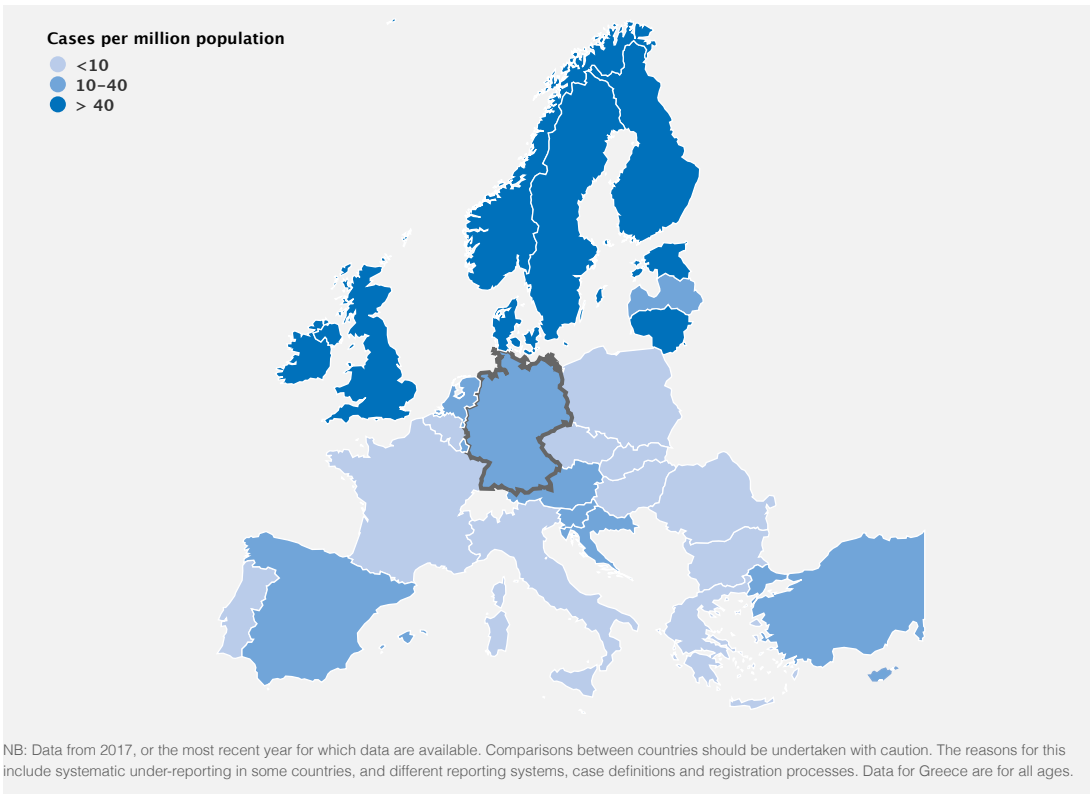 Cases per million population
<10
10–40
> 40
NB: Data from 2017, or the most recent year for which data are available. Comparisons between countries should be undertaken with caution. The reasons for this
include systematic under-reporting in some countries, and different reporting systems, case definitions and registration processes. Data for Greece are for all ages.